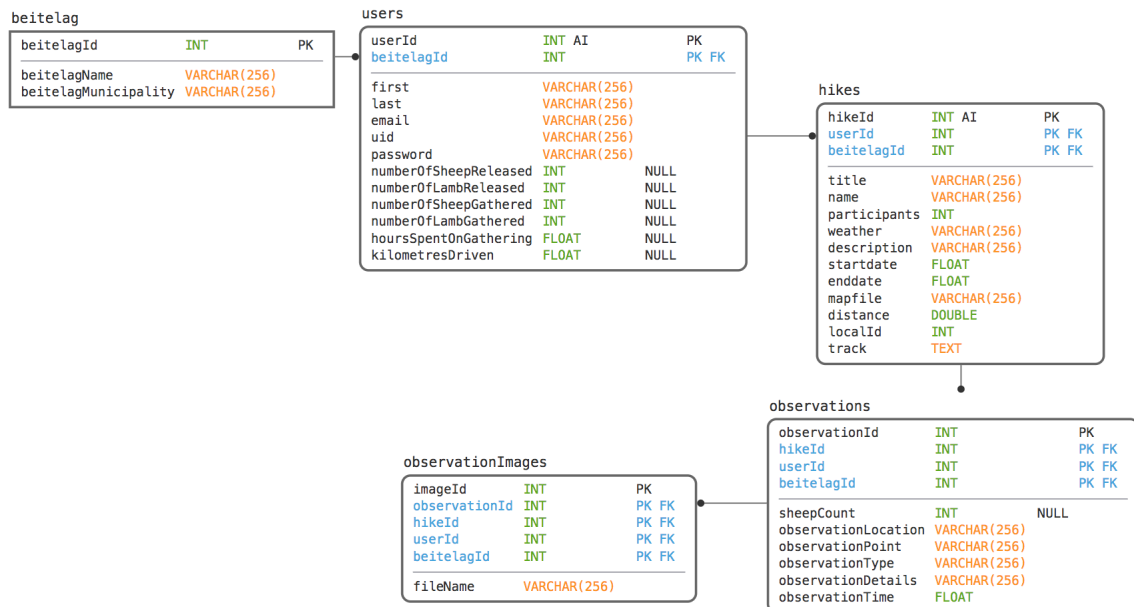 beitelag
beitelagId INT PK
beitelagName VARCHAR(256)
beitelagMunicipality VARCHAR(256)
users
userId INT AI PK
beitelagId INT PK FK
first VARCHAR(256)
last VARCHAR(256)
email VARCHAR(256)
uid VARCHAR(256)
password VARCHAR(256)
numberOfSheepReleased INT NULL
numberOfLambReleased INT NULL
numberOfSheepGathered INT NULL
numberOfLambGathered INT NULL
hoursSpentOnGathering FLOAT NULL
kilometresDriven FLOAT NULL
hikes
hikeId INT AI PK
userId INT PK FK
beitelagId INT PK FK
title VARCHAR(256)
name VARCHAR(256)
participants INT
weather VARCHAR(256)
description VARCHAR(256)
startdate FLOAT
enddate FLOAT
mapfile VARCHAR(256)
distance DOUBLE
localId INT
track TEXT
observations
observationId INT PK
hikeId INT PK FK
userId INT PK FK
beitelagId INT PK FK
sheepCount INT NULL
observationLocation VARCHAR(256)
observationPoint VARCHAR(256)
observationType VARCHAR(256)
observationDetails VARCHAR(256)
observationTime FLOAT
observationImages
imageId INT PK
observationId INT PK FK
hikeId INT PK FK
userId INT PK FK
beitelagId INT PK FK
fileName VARCHAR(256)